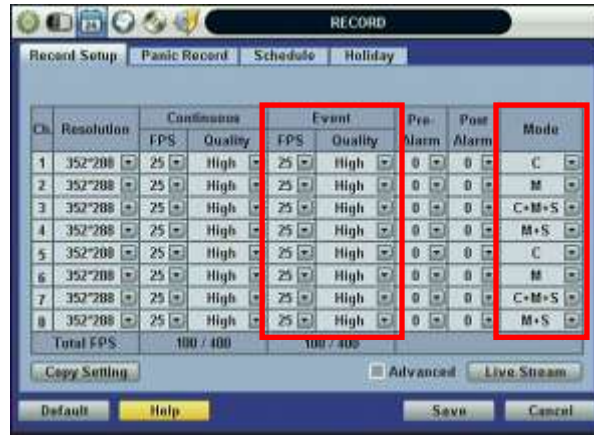 24
RECORD
Record Setup Panic Record Schedule Holiday
Ch. Resolution Continuous Event Pre-Alarm Post Alarm Mode
FPS Quality FPS Quality
1 352*288 25 High 25 High 0 0 C
2 352*288 25 High 25 High 0 0 M
3 352*288 25 High 25 High 0 0 C+M+S
4 352*288 25 High 25 High 0 0 M+S
5 352*288 25 High 25 High 0 0 C
6 352*288 25 High 25 High 0 0 M
7 352*288 25 High 25 High 0 0 C+M+S
8 352*288 25 High 25 High 0 0 M+S
Total FPS 100 / 400 100 / 400
Copy Setting Advanced Live Stream
Default Help Save Cancel